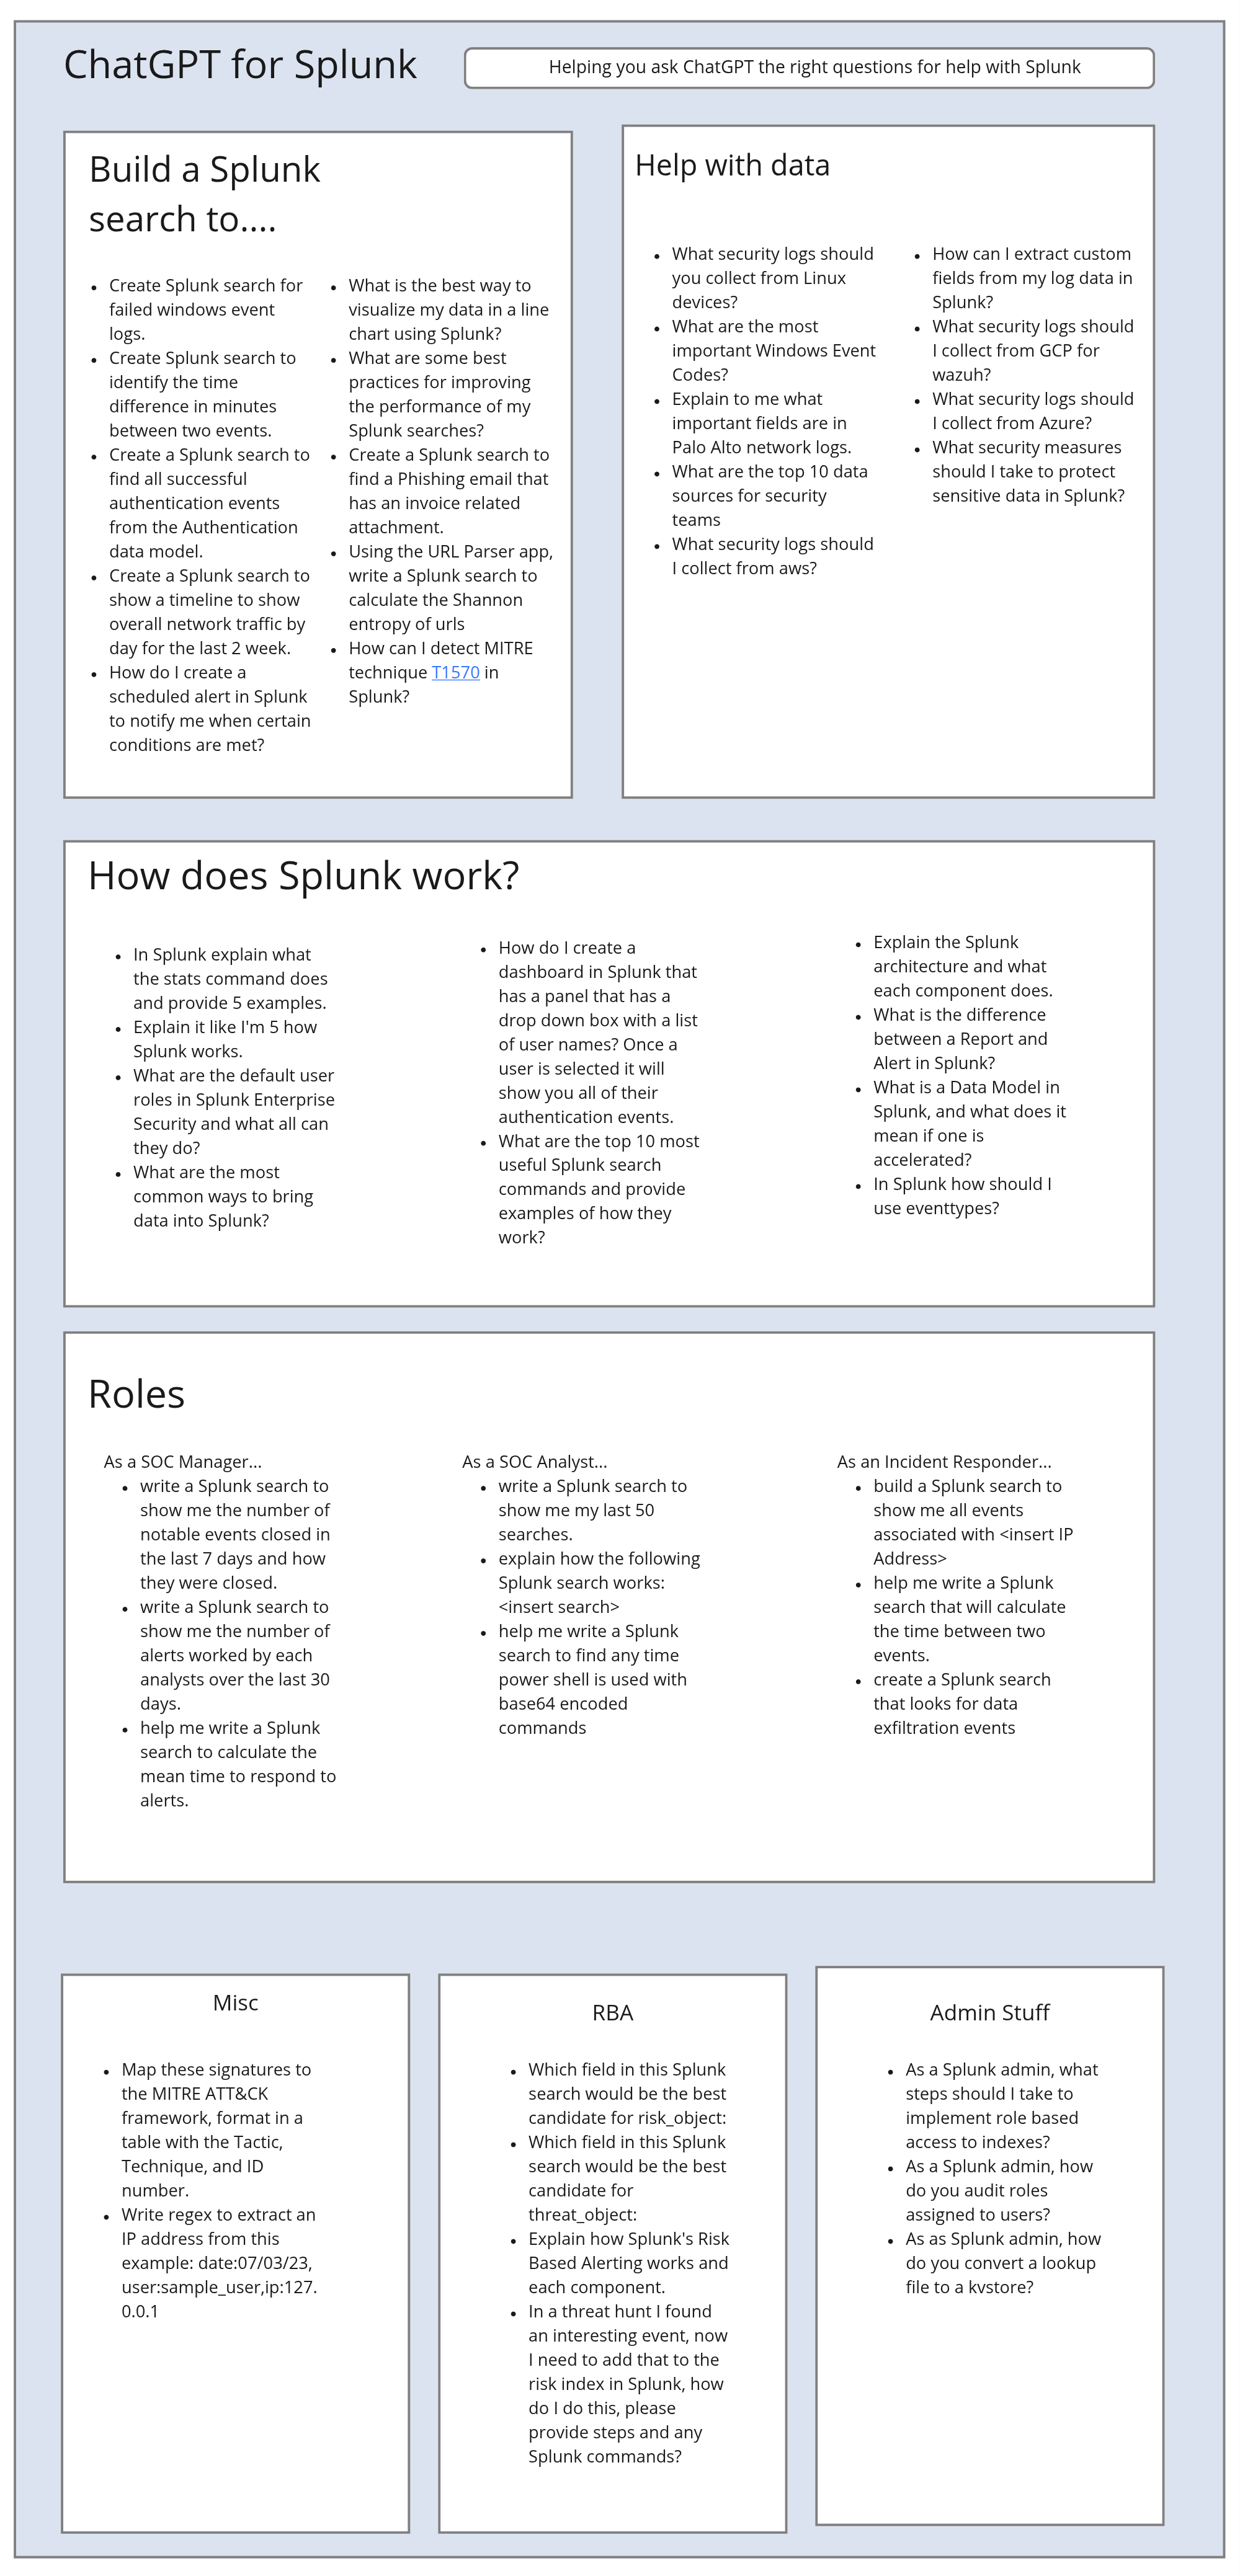 ChatGPT for Splunk
Helping you ask ChatGPT the right questions for help with Splunk
Build a Splunk
search to....
• Create Splunk search for
failed windows event
logs.
• Create Splunk search to
identify the time
difference in minutes
between two events.
• Create a Splunk search to
find all successful
authentication events
from the Authentication
data model.
• Create a Splunk search to
show a timeline to show
overall network traffic by
day for the last 2 week.
• How do I create a
scheduled alert in Splunk
to notify me when certain
conditions are met?
• What is the best way to
visualize my data in a line
chart using Splunk?
• What are some best
practices for improving
the performance of my
Splunk searches?
• Create a Splunk search to
find a Phishing email that
has an invoice related
attachment.
• Using the URL Parser app,
write a Splunk search to
calculate the Shannon
entropy of urls
• How can I detect MITRE
technique T1570 in
Splunk?
Help with data
• What security logs should
you collect from Linux
devices?
• What are the most
important Windows Event
Codes?
• Explain to me what
important fields are in
Palo Alto network logs.
• What are the top 10 data
sources for security
teams
• What security logs should
I collect from aws?
• How can I extract custom
fields from my log data in
Splunk?
• What security logs should
I collect from GCP for
wazuh?
• What security logs should
I collect from Azure?
• What security measures
should I take to protect
sensitive data in Splunk?
How does Splunk work?
• In Splunk explain what
the stats command does
and provide 5 examples.
• Explain it like I'm 5 how
Splunk works.
• What are the default user
roles in Splunk Enterprise
Security and what all can
they do?
• What are the most
common ways to bring
data into Splunk?
• How do I create a
dashboard in Splunk that
has a panel that has a
drop down box with a list
of user names? Once a
user is selected it will
show you all of their
authentication events.
• What are the top 10 most
useful Splunk search
commands and provide
examples of how they
work?
• Explain the Splunk
architecture and what
each component does.
• What is the difference
between a Report and
Alert in Splunk?
• What is a Data Model in
Splunk, and what does it
mean if one is
accelerated?
• In Splunk how should I
use eventtypes?
Roles
As a SOC Manager...
• write a Splunk search to
show me the number of
notable events closed in
the last 7 days and how
they were closed.
• write a Splunk search to
show me the number of
alerts worked by each
analysts over the last 30
days.
• help me write a Splunk
search to calculate the
mean time to respond to
alerts.
As a SOC Analyst...
• write a Splunk search to
show me my last 50
searches.
• explain how the following
Splunk search works:
<insert search>
• help me write a Splunk
search to find any time
power shell is used with
base64 encoded
commands
As an Incident Responder...
• build a Splunk search to
show me all events
associated with <insert IP
Address>
• help me write a Splunk
search that will calculate
the time between two
events.
• create a Splunk search
that looks for data
exfiltration events
Misc
• Map these signatures to
the MITRE ATT&CK
framework, format in a
table with the Tactic,
Technique, and ID
number.
• Write regex to extract an
IP address from this
example: date:07/03/23,
user:sample_user,ip:127.
0.0.1
RBA
• Which field in this Splunk
search would be the best
candidate for risk_object:
• Which field in this Splunk
search would be the best
candidate for
threat_object:
• Explain how Splunk's Risk
Based Alerting works and
each component.
• In a threat hunt I found
an interesting event, now
I need to add that to the
risk index in Splunk, how
do I do this, please
provide steps and any
Splunk commands?
Admin Stuff
• As a Splunk admin, what
steps should I take to
implement role based
access to indexes?
• As a Splunk admin, how
do you audit roles
assigned to users?
• As as Splunk admin, how
do you convert a lookup
file to a kvstore?